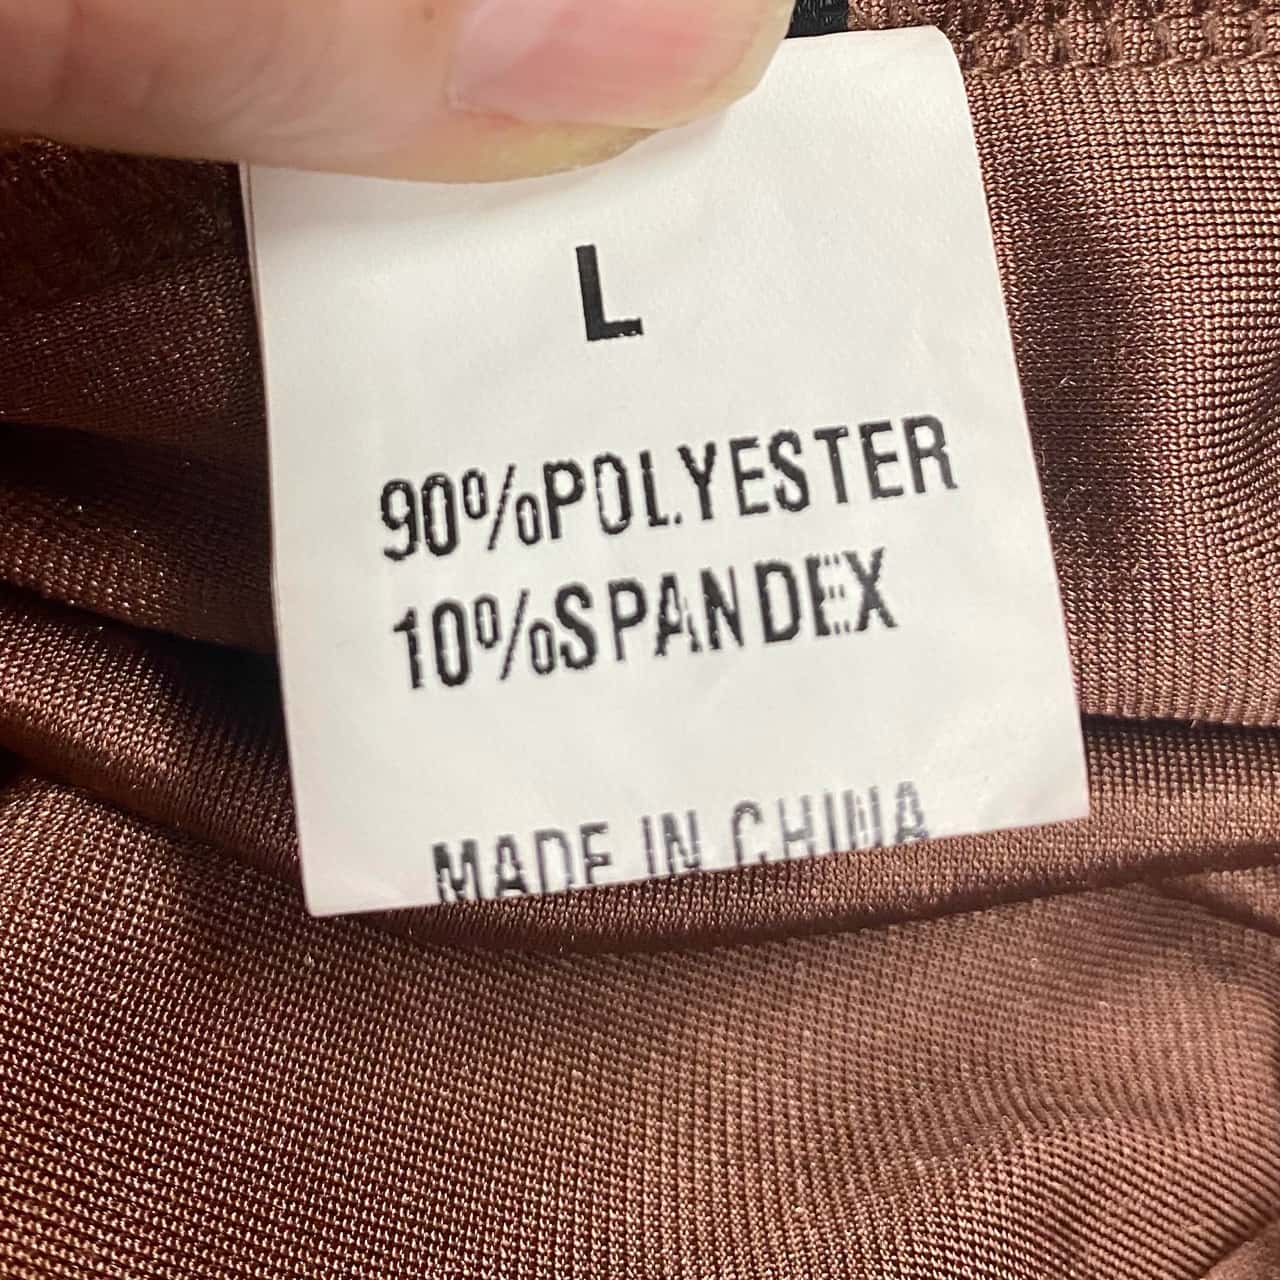 L
90%POLYESTER
10%SPANDEX
MADE IN CHINA